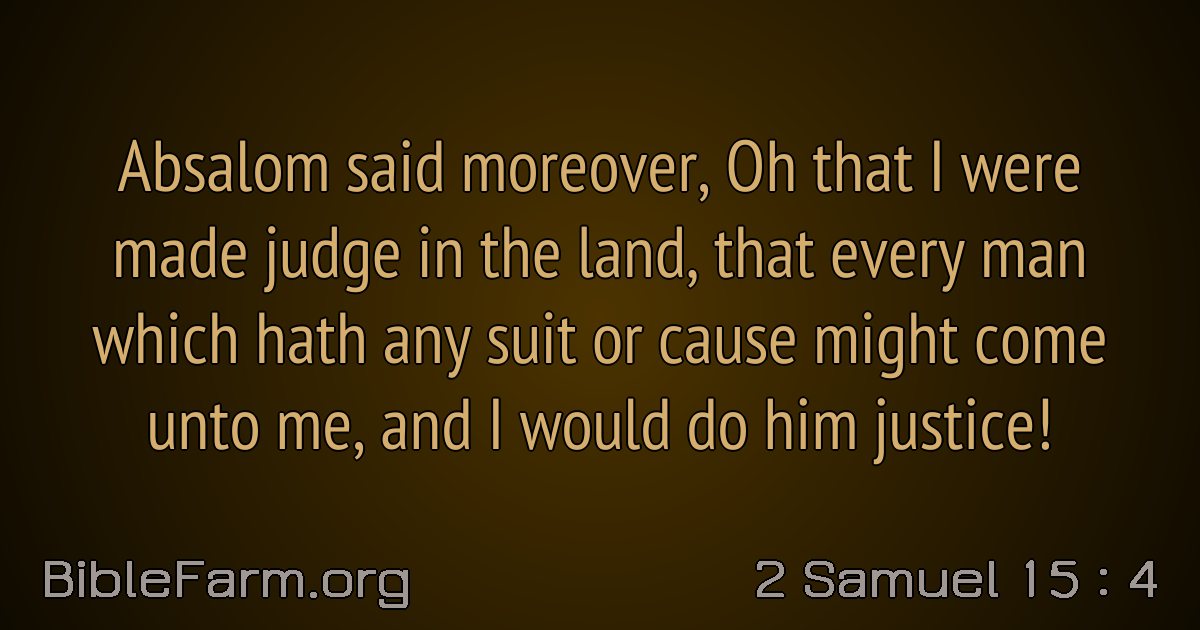 Absalom said moreover, Oh that I were
made judge in the land, that every man
which hath any suit or cause might come
unto me, and I would do him justice!
BibleFarm.org
2 Samuel 15 : 4